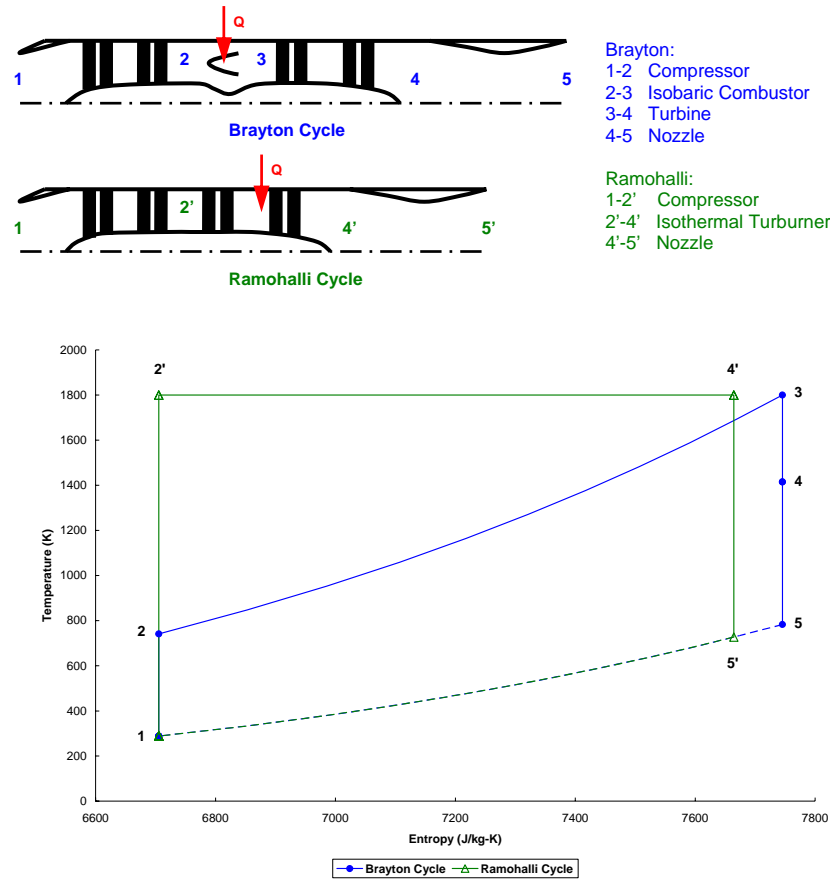 Q
1
2
3
4
5
Brayton Cycle
Brayton:
1-2 Compressor
2-3 Isobaric Combustor
3-4 Turbine
4-5 Nozzle
Q
1
2'
4'
5'
Ramohalli Cycle
Ramohalli:
1-2' Compressor
2'-4' Isothermal Turburner
4'-5' Nozzle
Temperature (K)
2000
1800
1600
1400
1200
1000
800
600
400
200
0
2'
4'
3
4
2
5
5'
1
6600 6800 7000 7200 7400 7600 7800
Entropy (J/kg-K)
Brayton Cycle Ramohalli Cycle